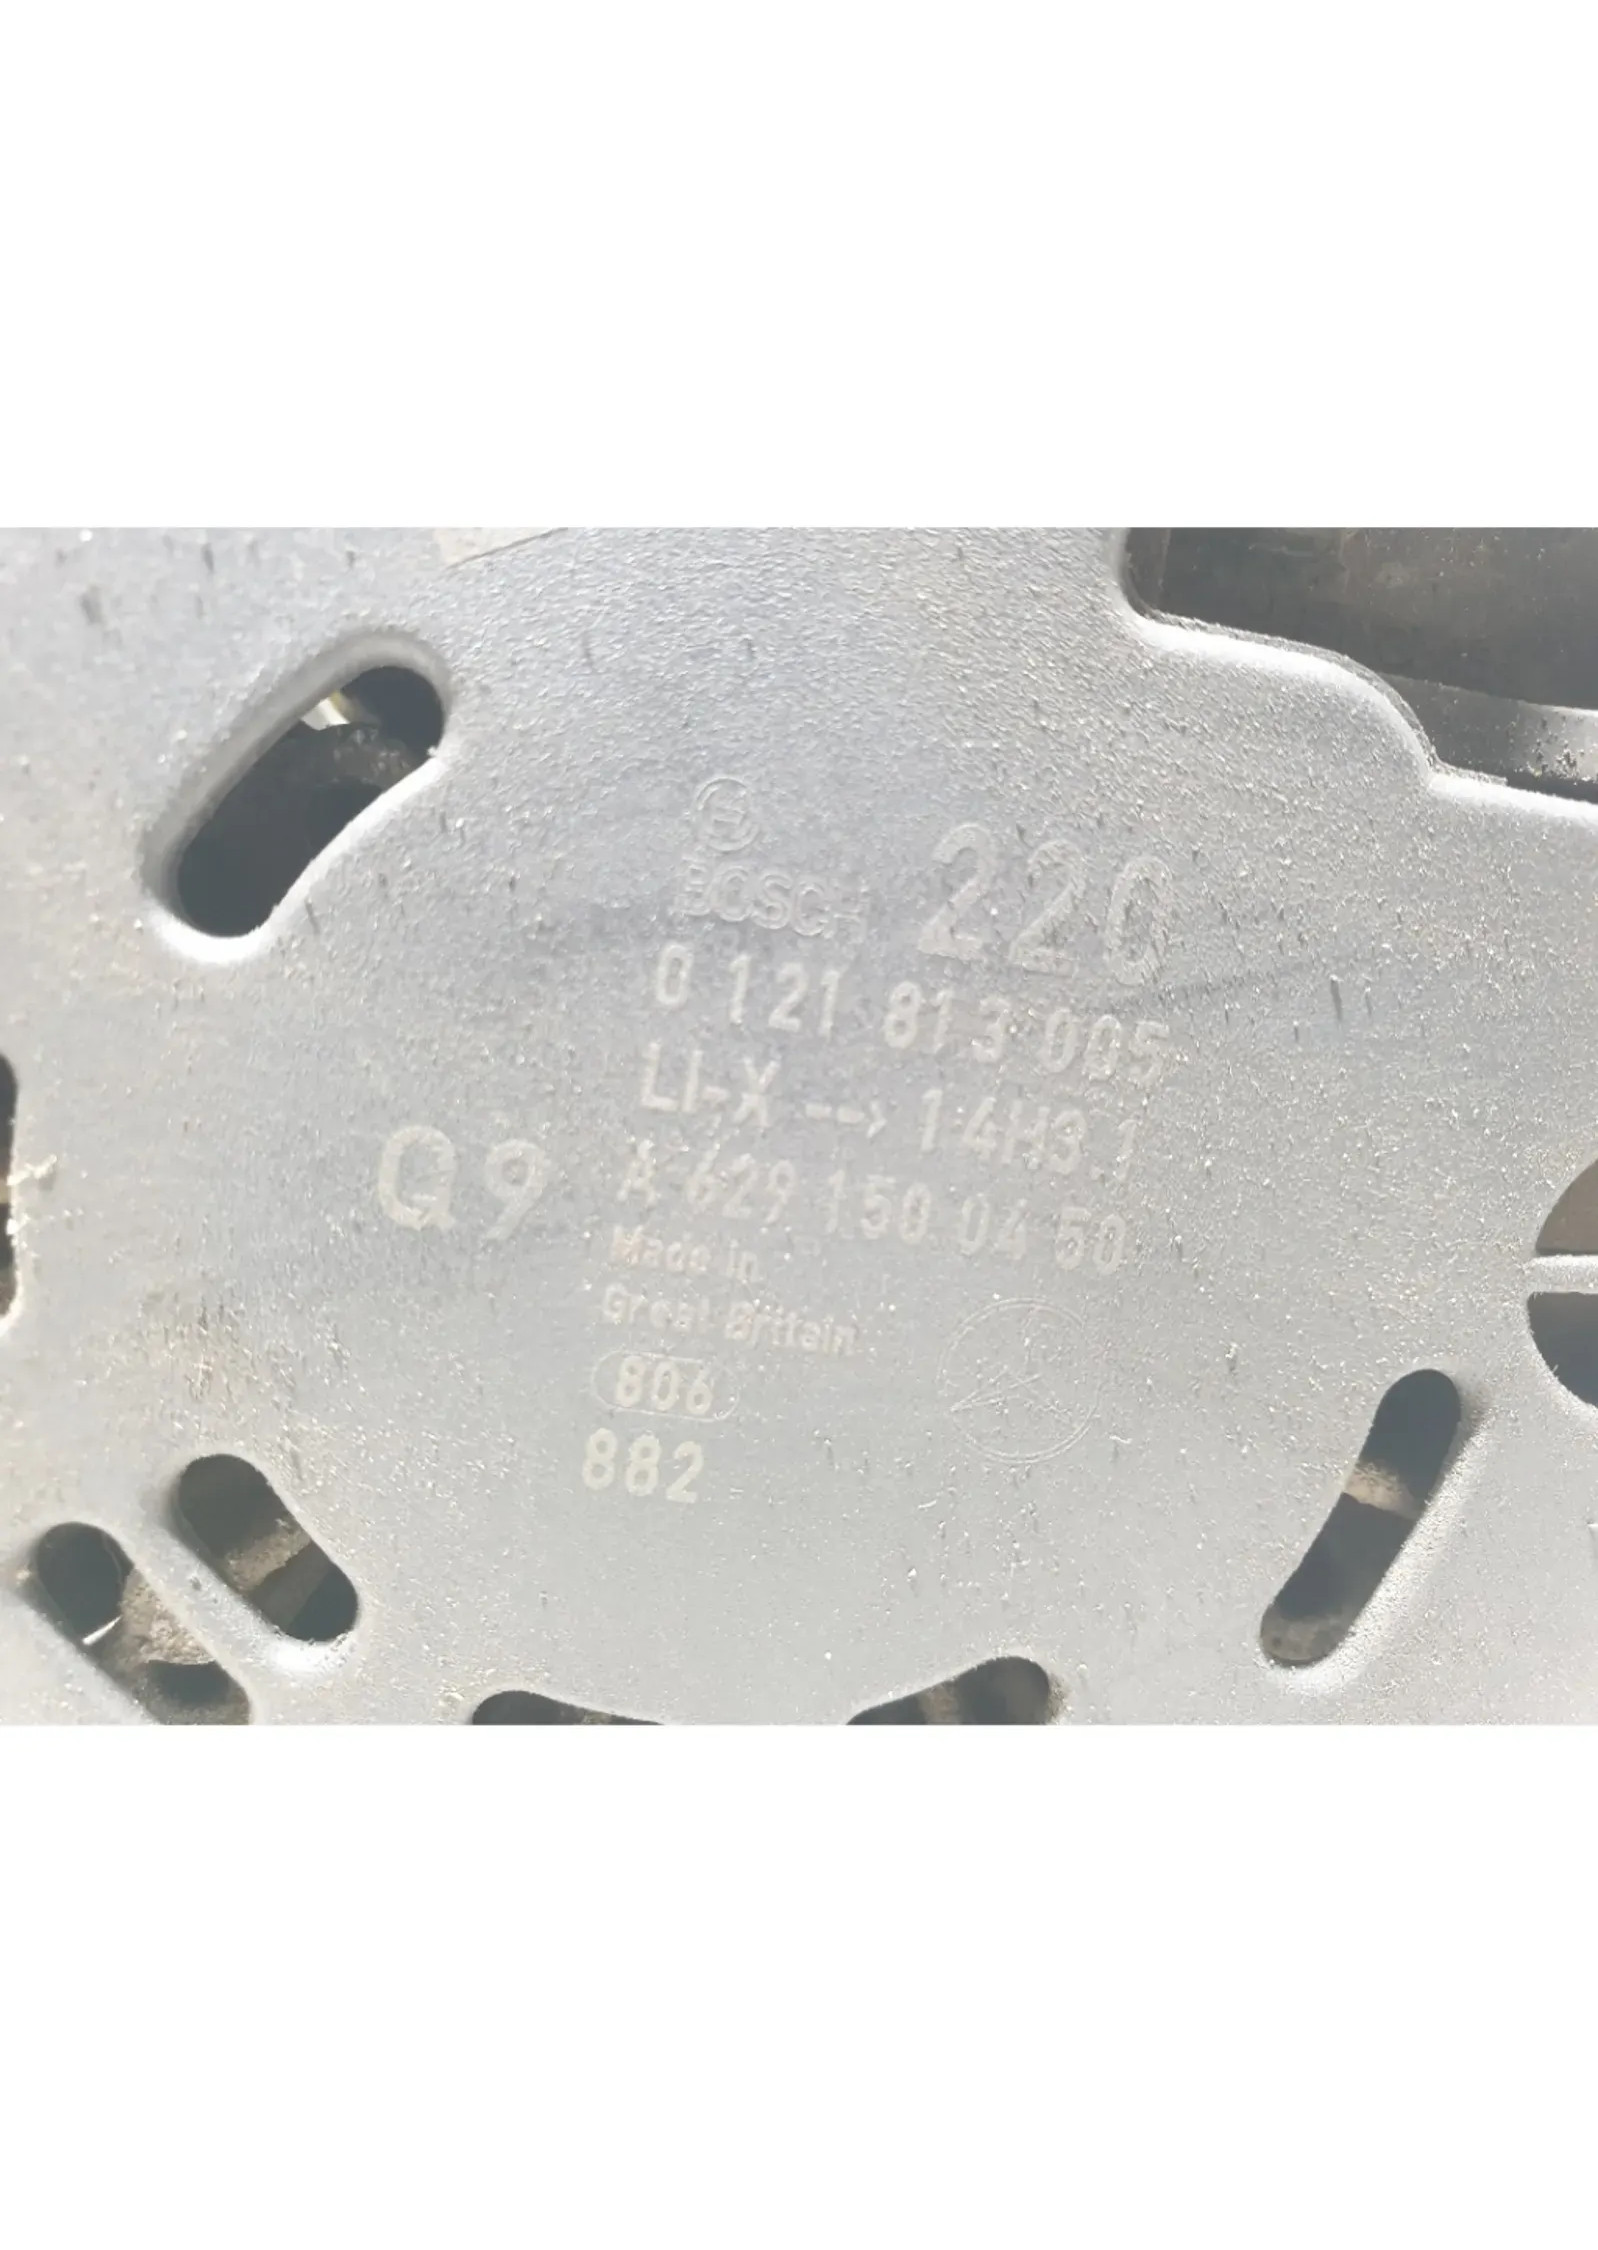 BOSCH 220
0 121 813 005
LI-X --> 14H3.1
Q9 A 629 150 04 50
Made in
Great Britain
806
882